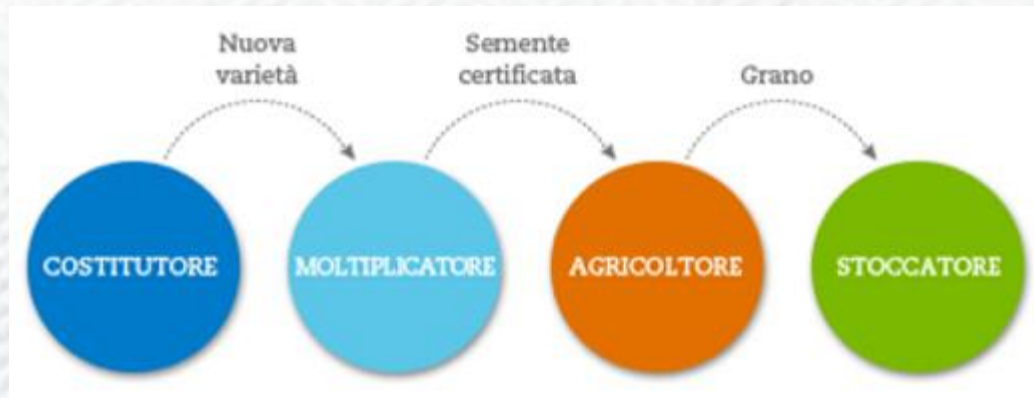 Nuova
varietà
Semente
certificata
Grano
COSTITUTORE
MOLTIPLICATORE
AGRICOLTORE
STOCCATORE